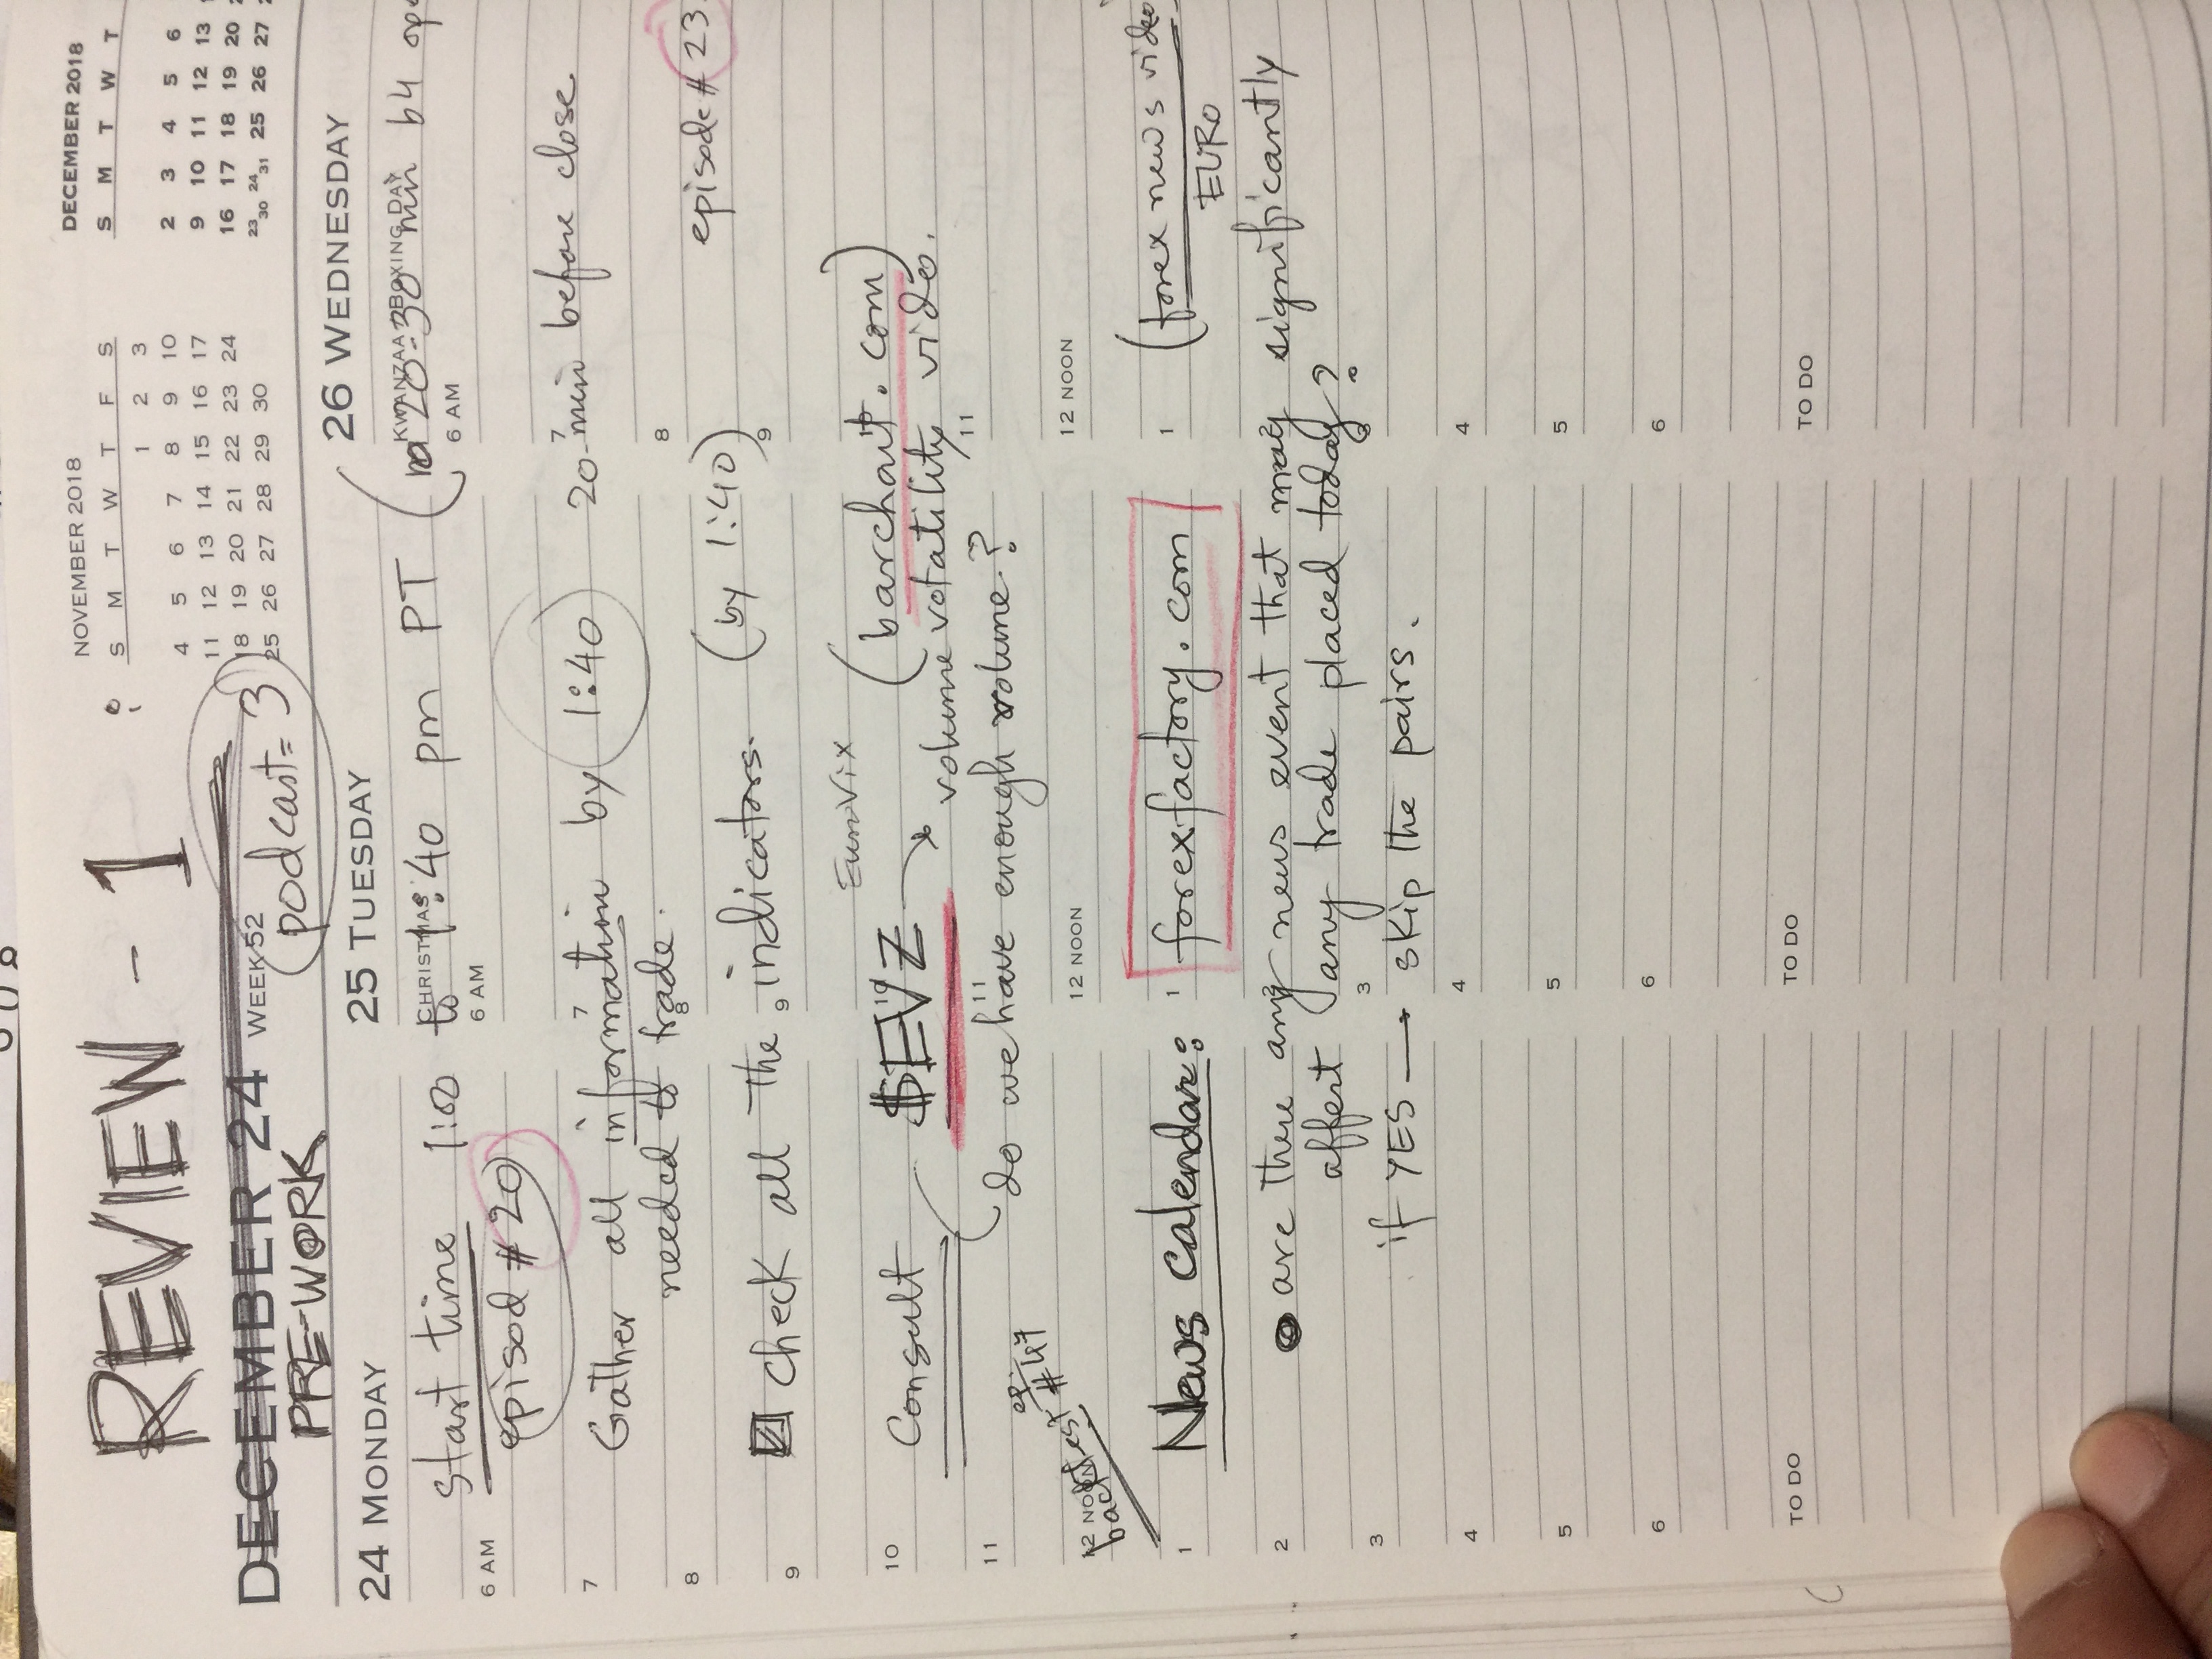 REVIEW - 1 :
NOVEMBER 2018
S M T W T F S
1 2 3
4 5 6 7 8 9 10
11 12 13 14 15 16 17
18 19 20 21 22 23 24
25 26 27 28 29 30
DECEMBER 2018
S M T W T
2 3 4 5 6
9 10 11 12 13
16 17 18 19 20
23 30 24 31 25 26 27
DECEMBER 24 WEEK 52
podcast = 3
PRE-WORK
24 MONDAY 25 TUESDAY 26 WEDNESDAY
CHRISTMAS KWANZAA BOXING DAY
start time 1:00 to 1:40 pm PT ( 20-30 min b4
6 AM 6 AM 6 AM
episod #20
7 7 7
Gather all information by 1:40 20 min before close
needed to trade.
8 8 8
episode # 23
check all the indicators. (by 1:40)
9 9 9
EuroVix
10 10 10
Consult $EVZ (barchart.com)
volume votatility video.
11 11 11
do we have enough volume?
ep.
backtest #47
12 NOON 12 NOON 12 NOON
1 1 1
News calendar: forexfactory.com (forex news video
EURO
2 2 2
are there any news event that may significantly
affect any trade placed today?
3 3 3
if YES → skip the pairs.
4 4 4
5 5 5
6 6 6
TO DO TO DO TO DO